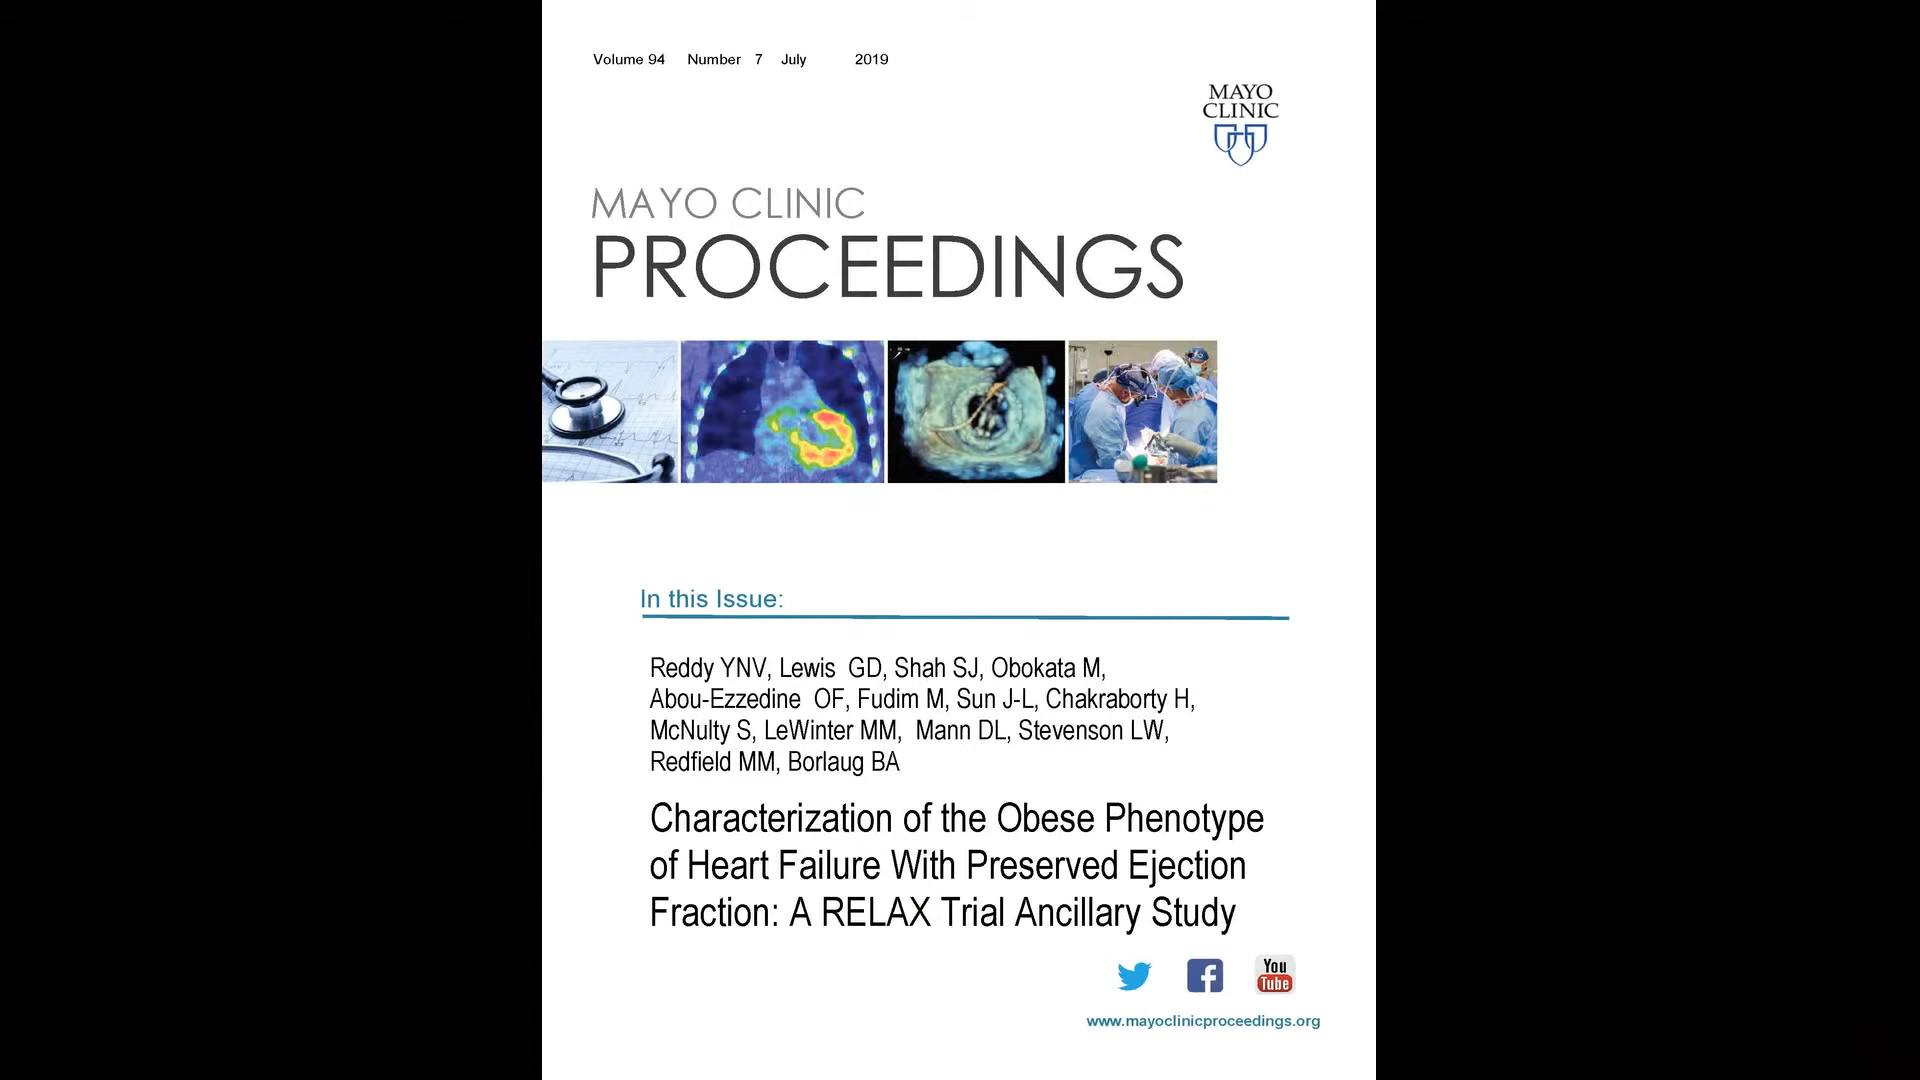 Volume 94 Number 7 July 2019
MAYO
CLINIC
MAYO CLINIC
PROCEEDINGS
In this Issue:
Reddy YNV, Lewis GD, Shah SJ, Obokata M,
Abou-Ezzedine OF, Fudim M, Sun J-L, Chakraborty H,
McNulty S, LeWinter MM, Mann DL, Stevenson LW,
Redfield MM, Borlaug BA
Characterization of the Obese Phenotype
of Heart Failure With Preserved Ejection
Fraction: A RELAX Trial Ancillary Study
You
Tube
www.mayoclinicproceedings.org